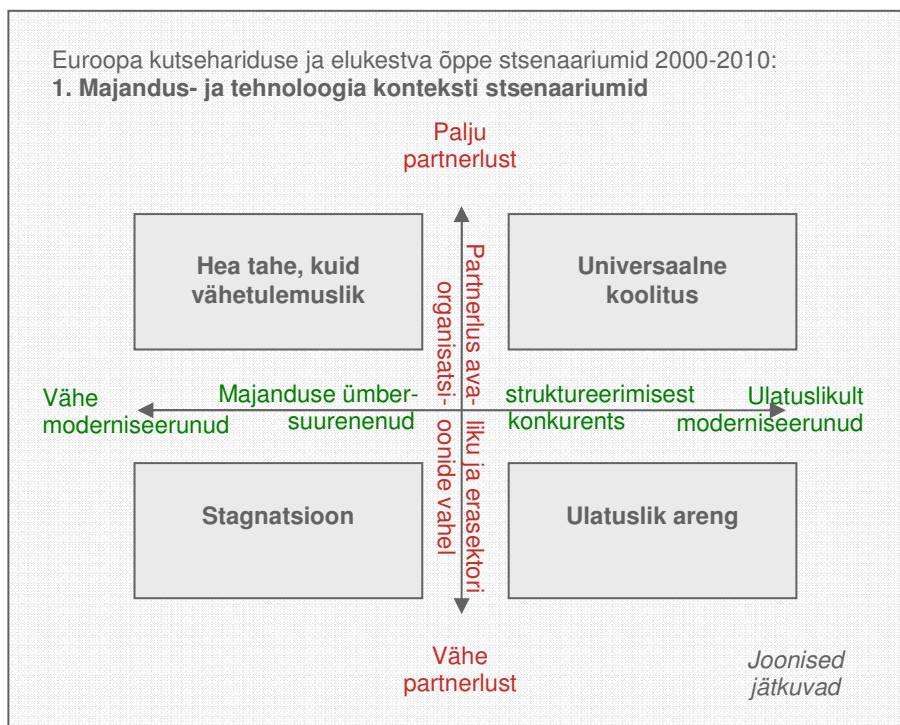 Euroopa kutsehariduse ja elukestva õppe stsenaariumid 2000-2010:
1. Majandus- ja tehnoloogia konteksti stsenaariumid
Palju
partnerlust
Hea tahe, kuid
vähetulemuslik
Universaalne
koolitus
Partnerlus ava-
liku ja erasektori
organisatsi-
oonide vahel
Vähe
moderniseerunud
Majanduse ümber-
suurenenud
struktureerimisest
konkurents
Ulatuslikult
moderniseerunud
Stagnatsioon
Ulatuslik areng
Vähe
partnerlust
Joonised
jätkuvad